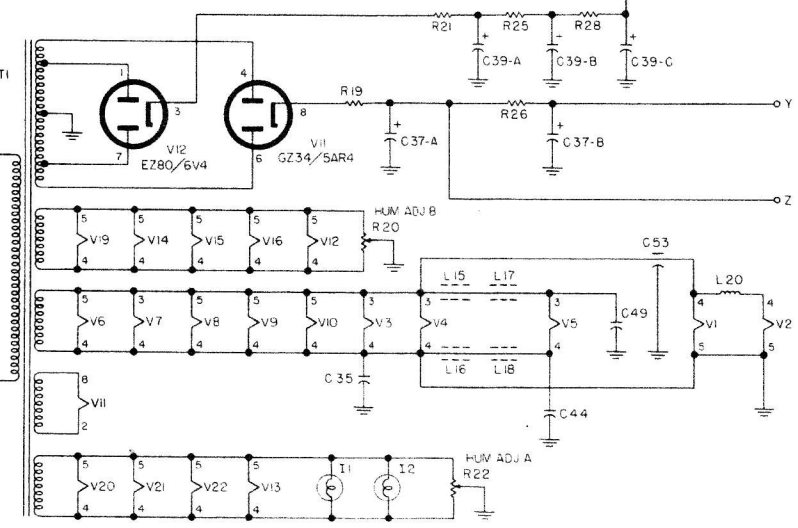 R21 R25 R28
+ + +
C39-A C39-B C39-C
T1
1 4
R19
3 8 Y
R26
V12 V11 + +
7 EZ80/6V4 6 GZ34/5AR4 C37-A C37-B
Z
HUM ADJ. B
5 5 5 5 5 R20
V19 V14 V15 V16 V12
4 4 4 4 4
C53
L15 L17 L20
5 3 5 5 5 3 3 3 4 4
C49
V6 V7 V8 V9 V10 V3 V4 V5 V1 V2
4 4 4 4 4 4 4 4 5 5
L16 L18
C35
8
V11 C44
2
HUM ADJ. A
5 5 5 5 I1 I2 R22
V20 V21 V22 V13
4 4 4 4